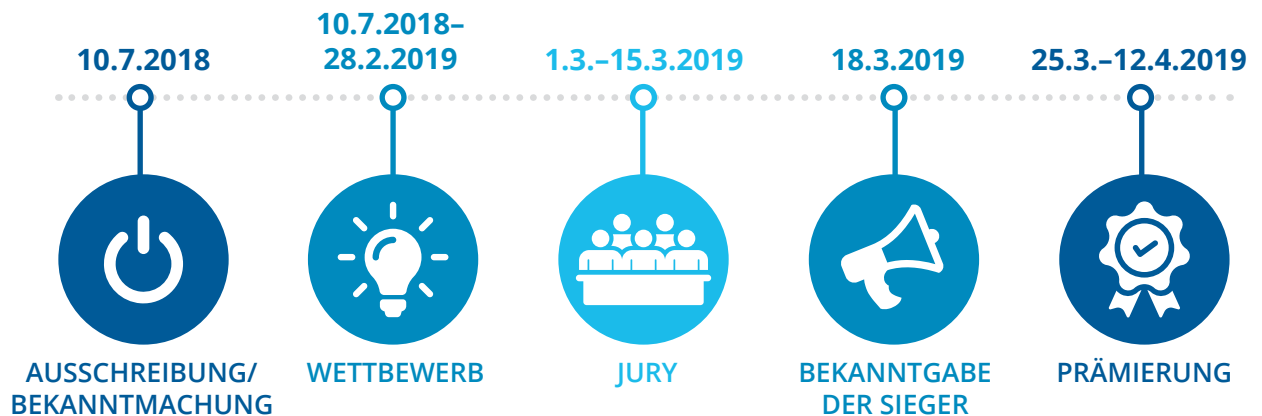 10.7.2018
10.7.2018–
28.2.2019
1.3.–15.3.2019
18.3.2019
25.3.–12.4.2019
AUSSCHREIBUNG/
BEKANNTMACHUNG
WETTBEWERB
JURY
BEKANNTGABE
DER SIEGER
PRÄMIERUNG